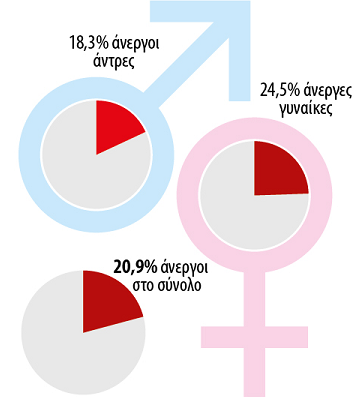 18,3% άνεργοι
άντρες
24,5% άνεργες
γυναίκες
20,9% άνεργοι
στο σύνολο